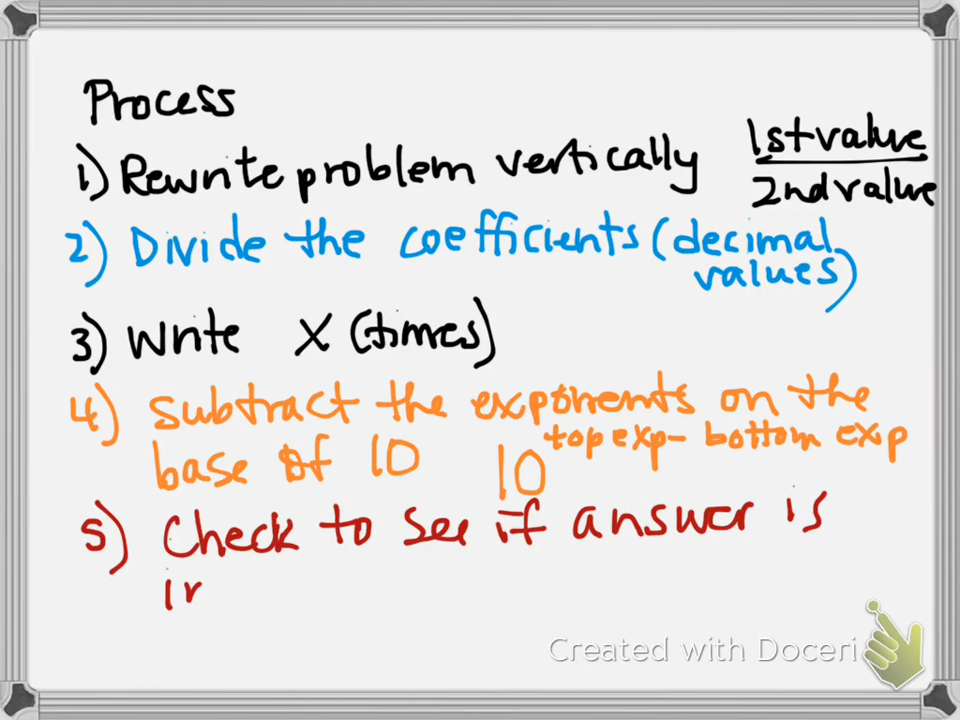 Process
1) Rewrite problem vertically 1st value
2nd value
2) Divide the coefficients (decimal
values)
3) Write X (times)
4) Subtract the exponents on the
base of 10 10 top exp - bottom exp
5) Check to see if answer is
Created with Doceri